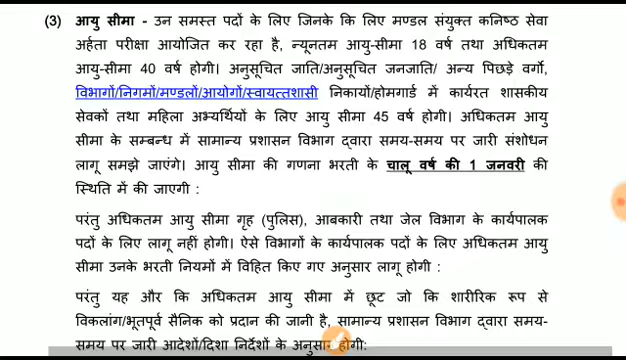 (3) आयु सीमा - उन समस्त पदों के लिए जिनके कि लिए मण्डल संयुक्त कनिष्ठ सेवा
अर्हता परीक्षा आयोजित कर रहा है, न्यूनतम आयु-सीमा 18 वर्ष तथा अधिकतम
आयु-सीमा 40 वर्ष होगी। अनुसूचित जाति/अनुसूचित जनजाति/ अन्य पिछड़े वर्गो,
विभागों/निगमों/मण्डलों/आयोगों/स्वायत्तशासी निकायों/होमगार्ड में कार्यरत शासकीय
सेवकों तथा महिला अभ्यर्थियों के लिए आयु सीमा 45 वर्ष होगी। अधिकतम आयु
सीमा के सम्बन्ध में सामान्य प्रशासन विभाग द्वारा समय-समय पर जारी संशोधन
लागू समझे जाएंगे। आयु सीमा की गणना भरती के चालू वर्ष की 1 जनवरी की
स्थिति में की जाएगी :
परंतु अधिकतम आयु सीमा गृह (पुलिस), आबकारी तथा जेल विभाग के कार्यपालक
पदों के लिए लागू नहीं होगी। ऐसे विभागों के कार्यपालक पदों के लिए अधिकतम आयु
सीमा उनके भरती नियमों में विहित किए गए अनुसार लागू होगी :
परंतु यह और कि अधिकतम आयु सीमा में छूट जो कि शारीरिक रूप से
विकलांग/भूतपूर्व सैनिक को प्रदान की जानी है, सामान्य प्रशासन विभाग द्वारा समय-
समय पर जारी आदेशों/दिशा निर्देशों के अनुसार होगी: